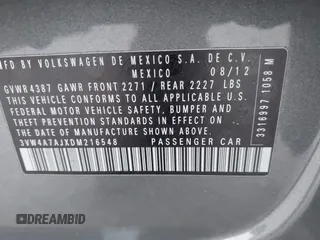 MFD BY VOLKSWAGEN DE MEXICO S.A. DE C.V.
MEXICO 08/12
GVWR4387 GAWR FRONT 2271 / REAR 2227 LBS
THIS VEHICLE CONFORMS TO ALL APPLICABLE U.S.
FEDERAL MOTOR VEHICLE SAFETY, BUMPER AND
THEFT PREVENTION STANDARDS IN EFFECT ON
THE DATE OF MANUFACTURE SHOWN ABOVE.
3VW4A7AJXDM216548 PASSENGER CAR
3316997 1058 M
DREAMBID.COM